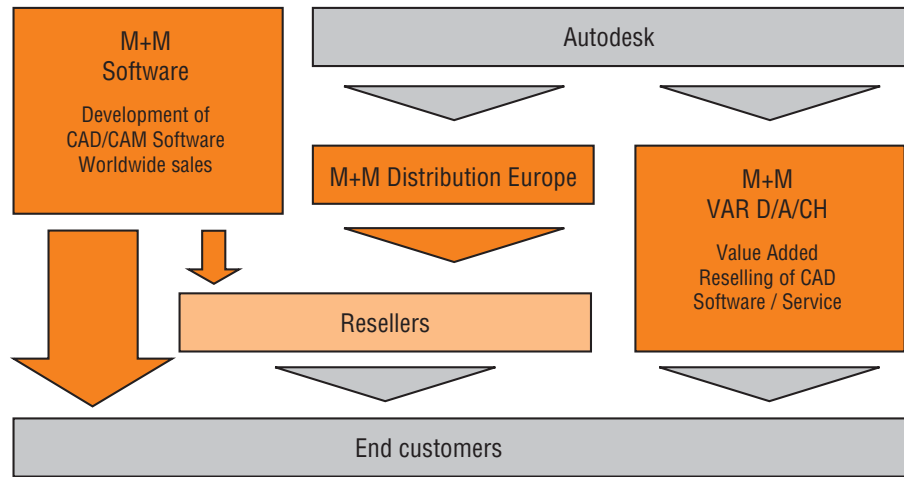 M+M
Software
Development of
CAD/CAM Software
Worldwide sales
Autodesk
M+M Distribution Europe
M+M
VAR D/A/CH
Value Added
Reselling of CAD
Software / Service
Resellers
End customers